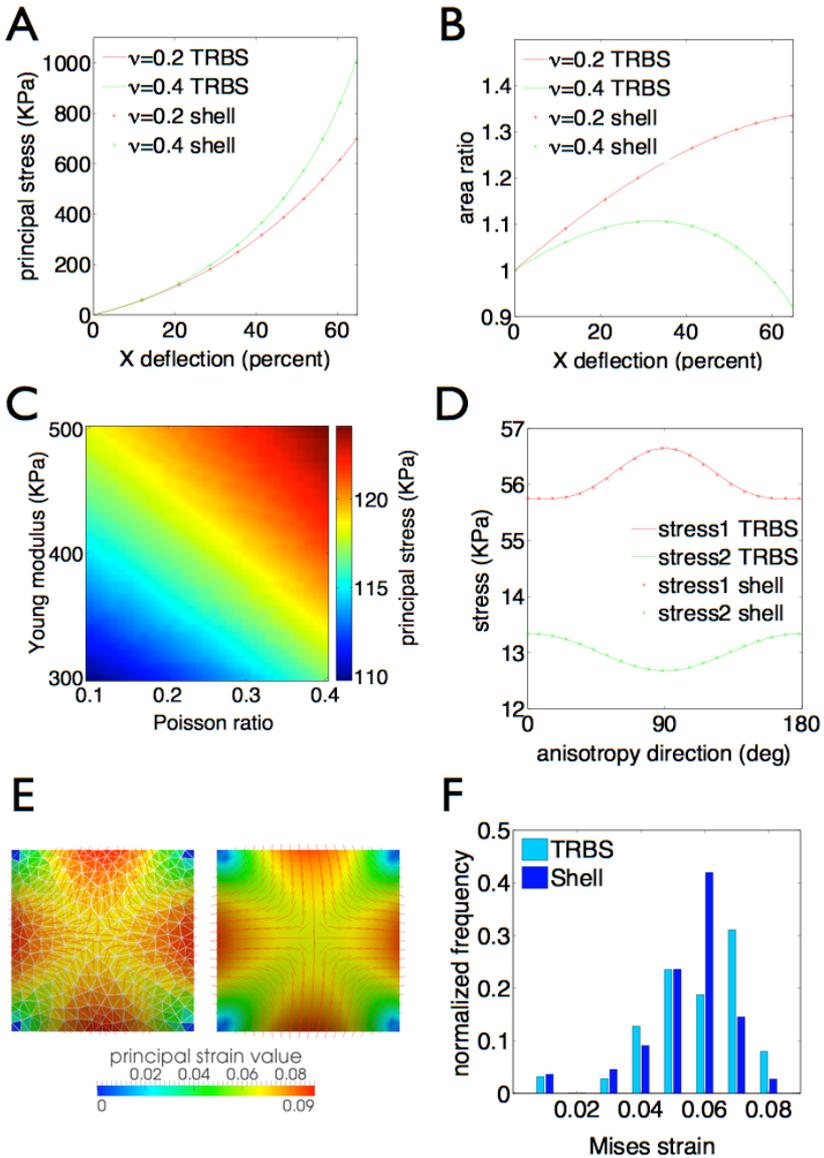 A
principal stress (KPa)
1000
800
600
400
200
0
ν=0.2 TRBS
ν=0.4 TRBS
ν=0.2 shell
ν=0.4 shell
0 20 40 60
X deflection (percent)
B
area ratio
1.4
1.3
1.2
1.1
1
0.9
ν=0.2 TRBS
ν=0.4 TRBS
ν=0.2 shell
ν=0.4 shell
0 20 40 60
X deflection (percent)
C
Young modulus (KPa)
500
400
300
0.1 0.2 0.3 0.4
Poisson ratio
120
115
110
principal stress (KPa)
D
stress (KPa)
57
56
55
14
13
12
stress1 TRBS
stress2 TRBS
stress1 shell
stress2 shell
0 90 180
anisotropy direction (deg)
E
principal strain value
0.02 0.04 0.06 0.08
0 0.09
F
normalized frequency
0.5
0.4
0.3
0.2
0.1
0
TRBS
Shell
0.02 0.04 0.06 0.08
Mises strain